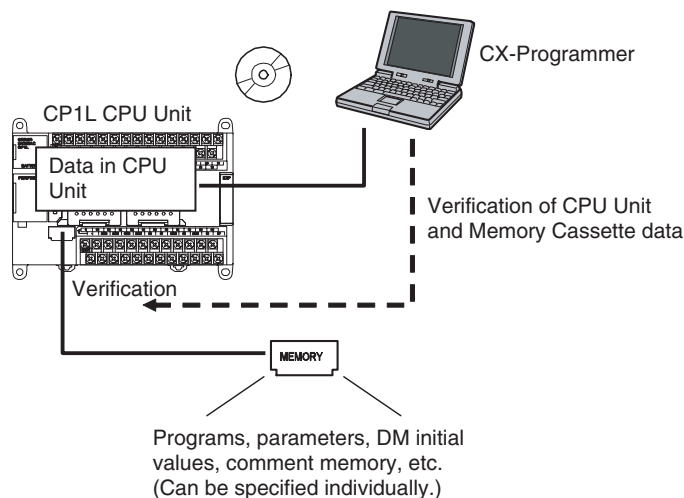 CX-Programmer
CP1L CPU Unit
Data in CPU
Unit
Verification of CPU Unit
and Memory Cassette data
Verification
MEMORY
Programs, parameters, DM initial
values, comment memory, etc.
(Can be specified individually.)